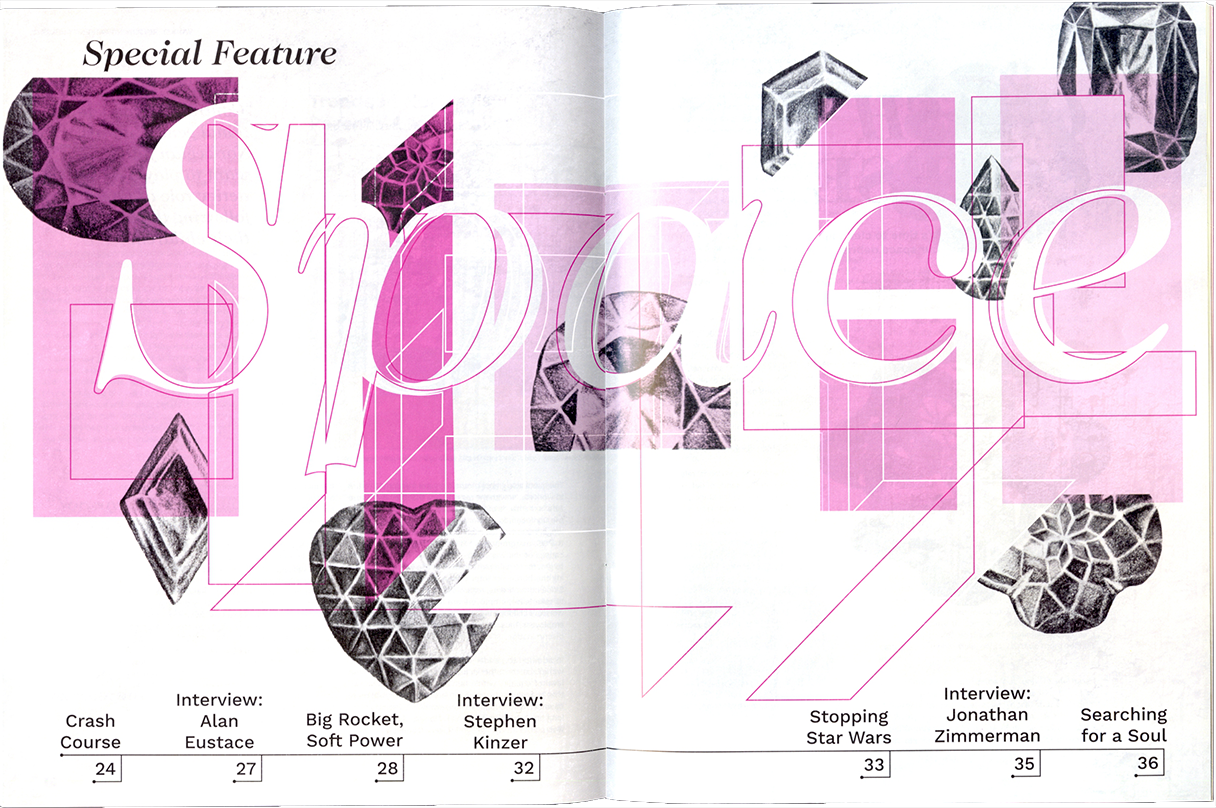 Special Feature
Space
Crash
Course
24
Interview:
Alan
Eustace
27
Big Rocket,
Soft Power
28
Interview:
Stephen
Kinzer
32
Stopping
Star Wars
33
Interview:
Jonathan
Zimmerman
35
Searching
for a Soul
36